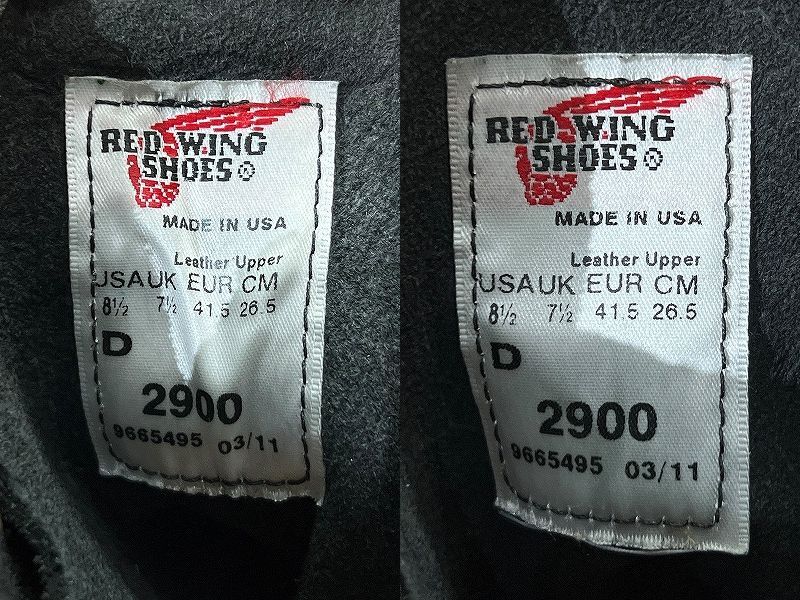 RED WING
SHOES ®
MADE IN USA
Leather Upper
USA UK EUR CM
8½ 7½ 41.5 26.5
D
2900
9665495 03/11
RED WING
SHOES ®
MADE IN USA
Leather Upper
USA UK EUR CM
8½ 7½ 41.5 26.5
D
2900
9665495 03/11